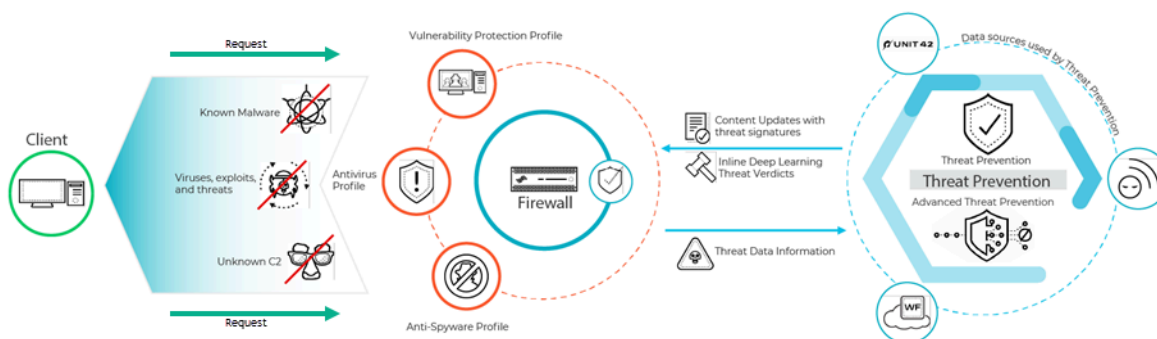 Request
Vulnerability Protection Profile
UNIT 42
Data sources used by Threat Prevention
Known Malware
Content Updates with
threat signatures
Client
Viruses, exploits,
and threats
Antivirus
Profile
Firewall
Inline Deep Learning
Threat Verdicts
Threat Prevention
Threat Prevention
Advanced Threat Prevention
Unknown C2
Threat Data Information
WF
Request
Anti-Spyware Profile